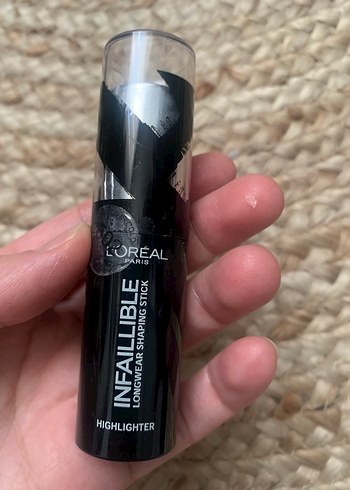 L'ORÉAL
PARIS
INFAILLIBLE
LONGWEAR SHAPING STICK
HIGHLIGHTER